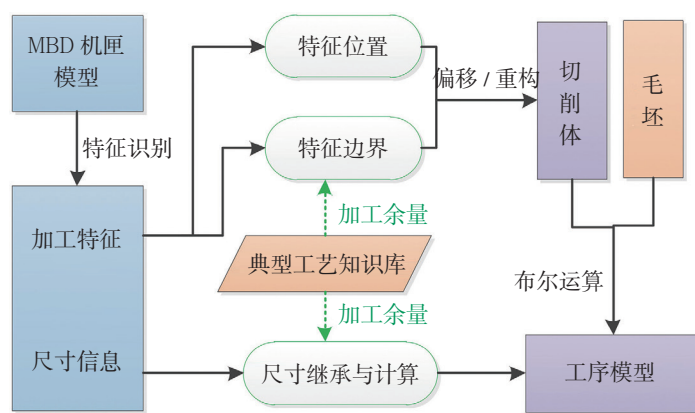 MBD 机匣
模型
特征识别
加工特征
尺寸信息
特征位置
特征边界
加工余量
典型工艺知识库
加工余量
尺寸继承与计算
偏移 / 重构
切
削
体
毛
坯
布尔运算
工序模型